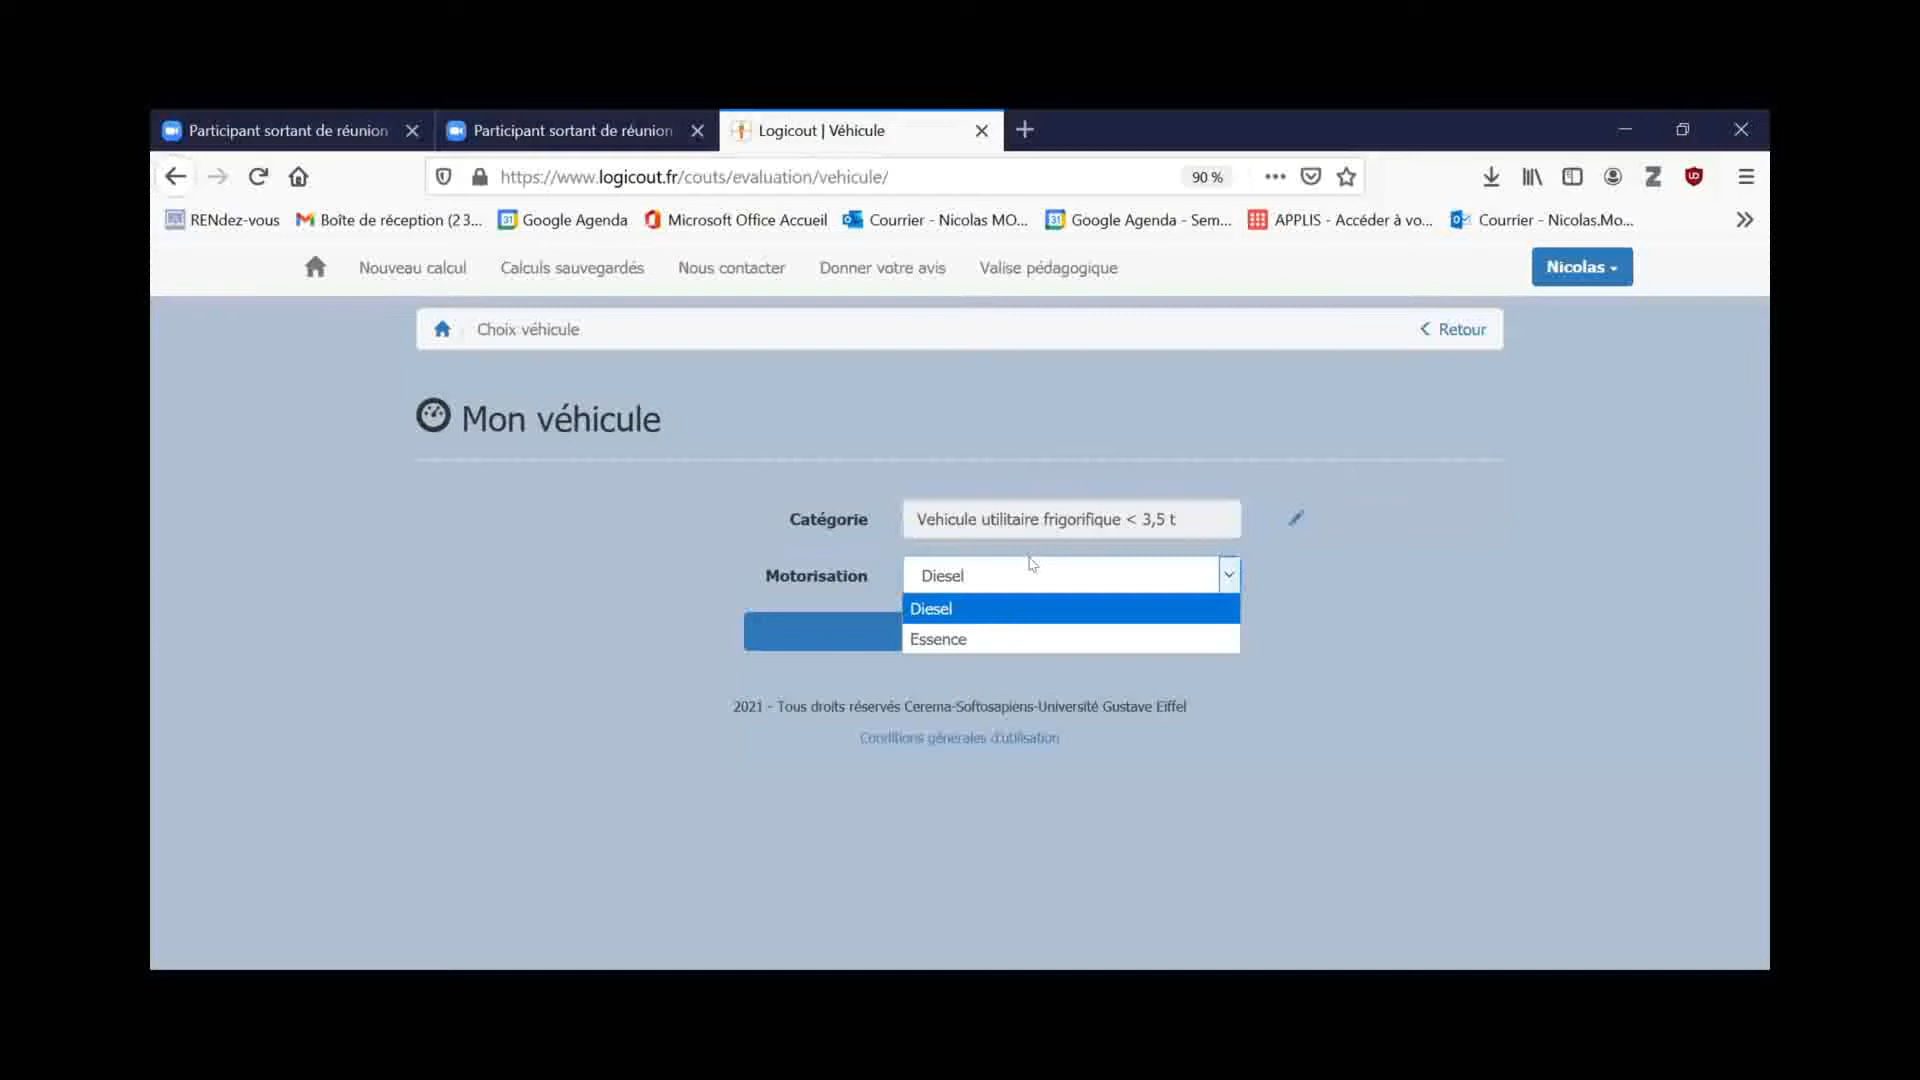 Participant sortant de réunion
Participant sortant de réunion
Logicout | Véhicule
https://www.logicout.fr/couts/evaluation/vehicule/
90 %
RENdez-vous
Boîte de réception (2 3...
Google Agenda
Microsoft Office Accueil
Courrier - Nicolas MO...
Google Agenda - Sem...
APPLIS - Accéder à vo...
Courrier - Nicolas.Mo...
Nouveau calcul
Calculs sauvegardés
Nous contacter
Donner votre avis
Valise pédagogique
Nicolas
Choix véhicule
Retour
Mon véhicule
Catégorie
Vehicule utilitaire frigorifique < 3,5 t
Motorisation
Diesel
Diesel
Essence
2021 - Tous droits réservés Cerema-Softosapiens-Université Gustave Eiffel
Conditions génerales d'utilisation